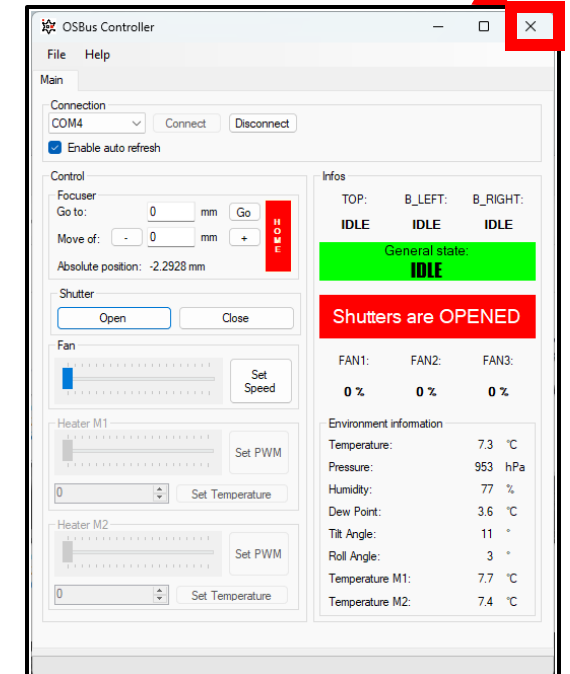 OSBus Controller
File Help
Main
Connection
COM4 Connect Disconnect
Enable auto refresh
Control
Focuser
Go to: 0 mm Go
Move of: - 0 mm +
HOME
Absolute position: -2.2928 mm
Shutter
Open Close
Fan
Set Speed
Heater M1
Set PWM
0 Set Temperature
Heater M2
Set PWM
0 Set Temperature
Infos
TOP: B_LEFT: B_RIGHT:
IDLE IDLE IDLE
General state:
IDLE
Shutters are OPENED
FAN1: FAN2: FAN3:
0 % 0 % 0 %
Environment information
Temperature: 7.3 °C
Pressure: 953 hPa
Humidity: 77 %
Dew Point: 3.6 °C
Tilt Angle: 11 °
Roll Angle: 3 °
Temperature M1: 7.7 °C
Temperature M2: 7.4 °C